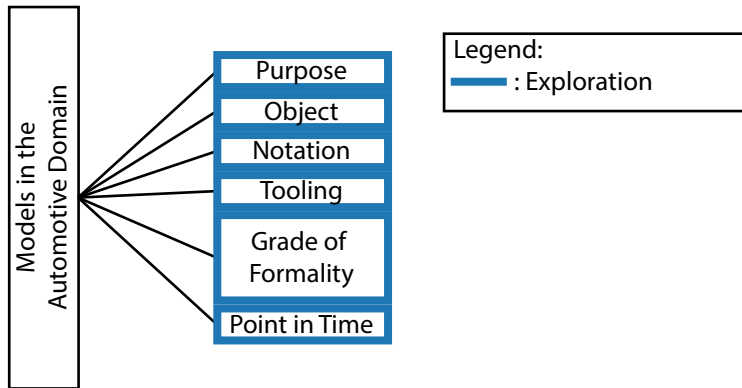 Models in the
Automotive Domain
Purpose
Object
Notation
Tooling
Grade of
Formality
Point in Time
Legend:
: Exploration